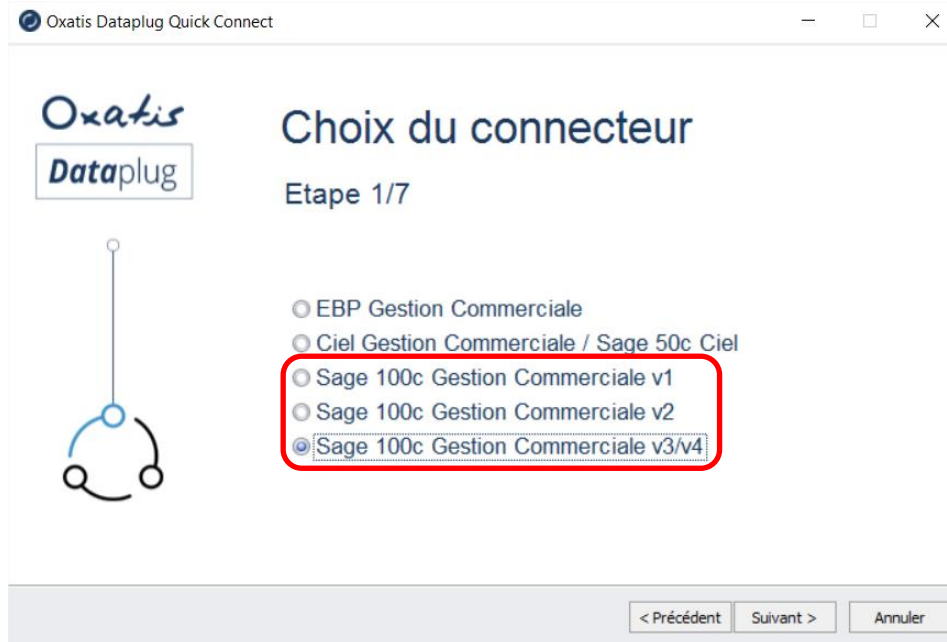 Oxatis Dataplug Quick Connect
Oxatis
Dataplug
Choix du connecteur
Etape 1/7
EBP Gestion Commerciale
Ciel Gestion Commerciale / Sage 50c Ciel
Sage 100c Gestion Commerciale v1
Sage 100c Gestion Commerciale v2
Sage 100c Gestion Commerciale v3/v4
< Précédent Suivant > Annuler